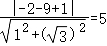 |-2-9+1| / √(1²+(√3)²) = 5